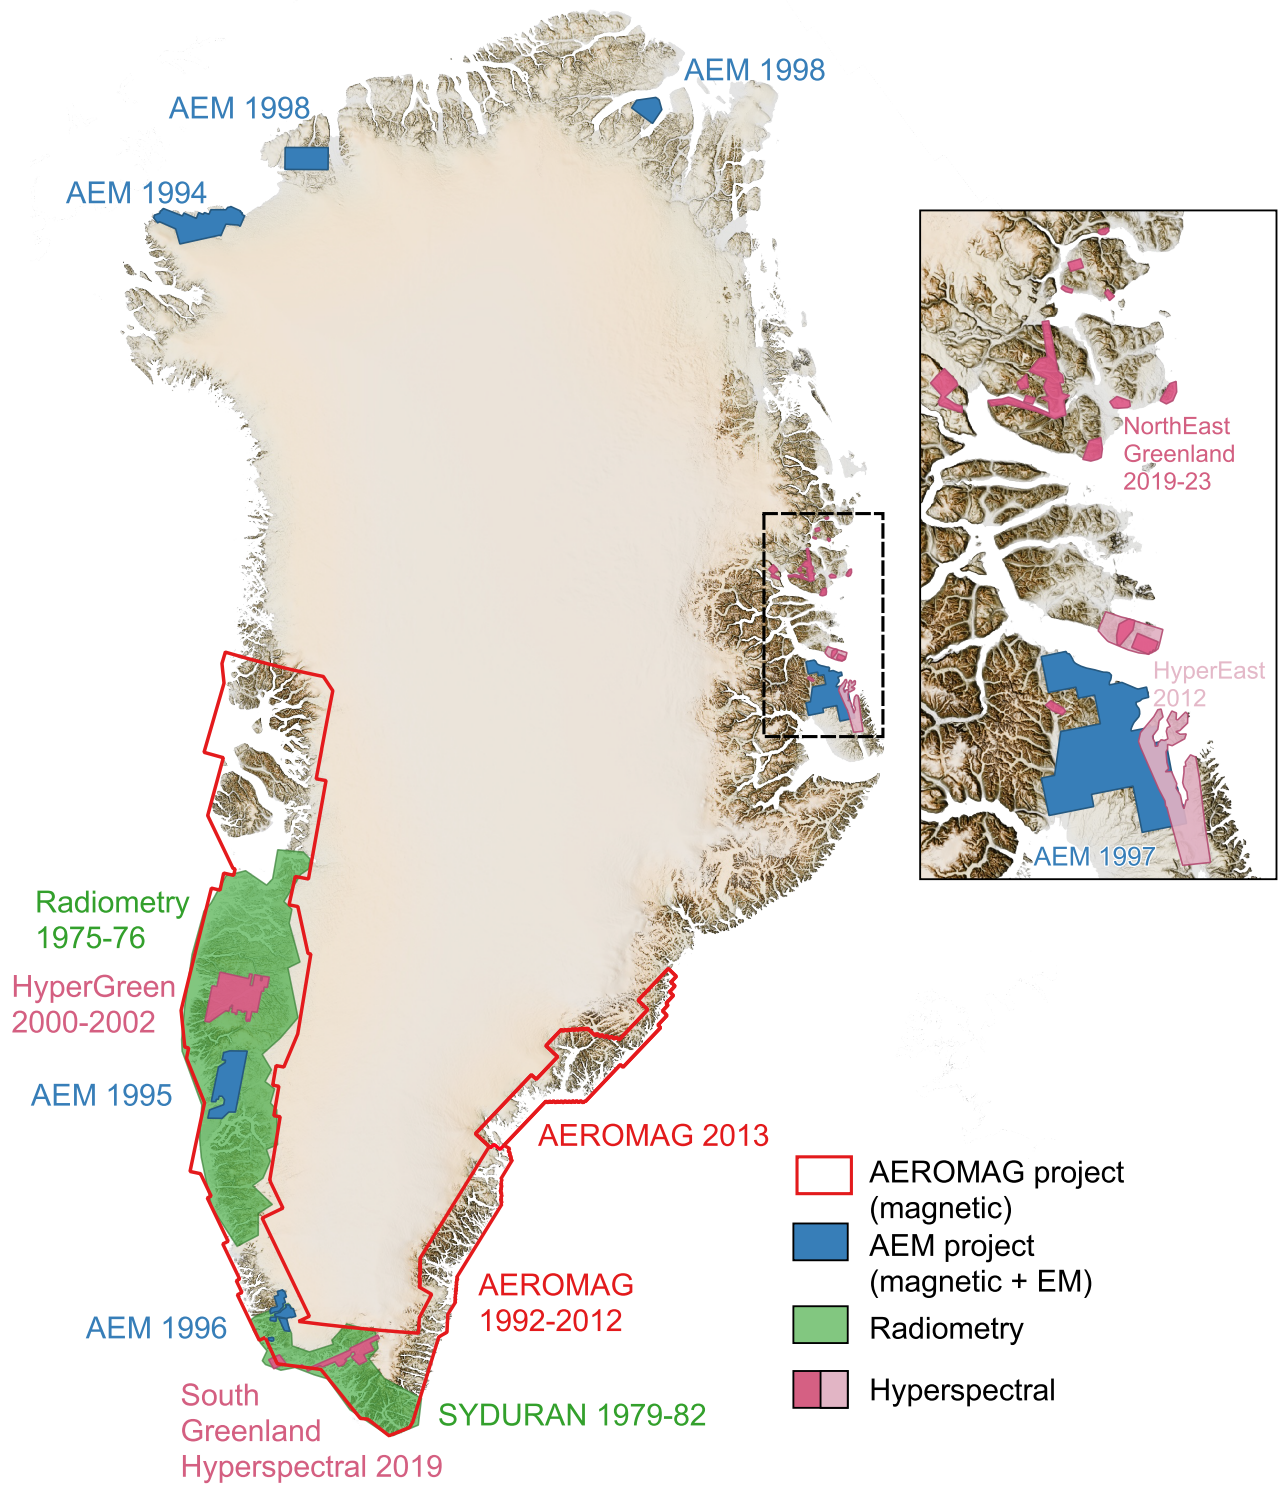 AEM 1998
AEM 1998
AEM 1994
NorthEast
Greenland
2019-23
HyperEast
2012
AEM 1997
Radiometry
1975-76
HyperGreen
2000-2002
AEM 1995
AEROMAG 2013
AEROMAG
1992-2012
AEM 1996
South
Greenland
Hyperspectral 2019
SYDURAN 1979-82
AEROMAG project
(magnetic)
AEM project
(magnetic + EM)
Radiometry
Hyperspectral